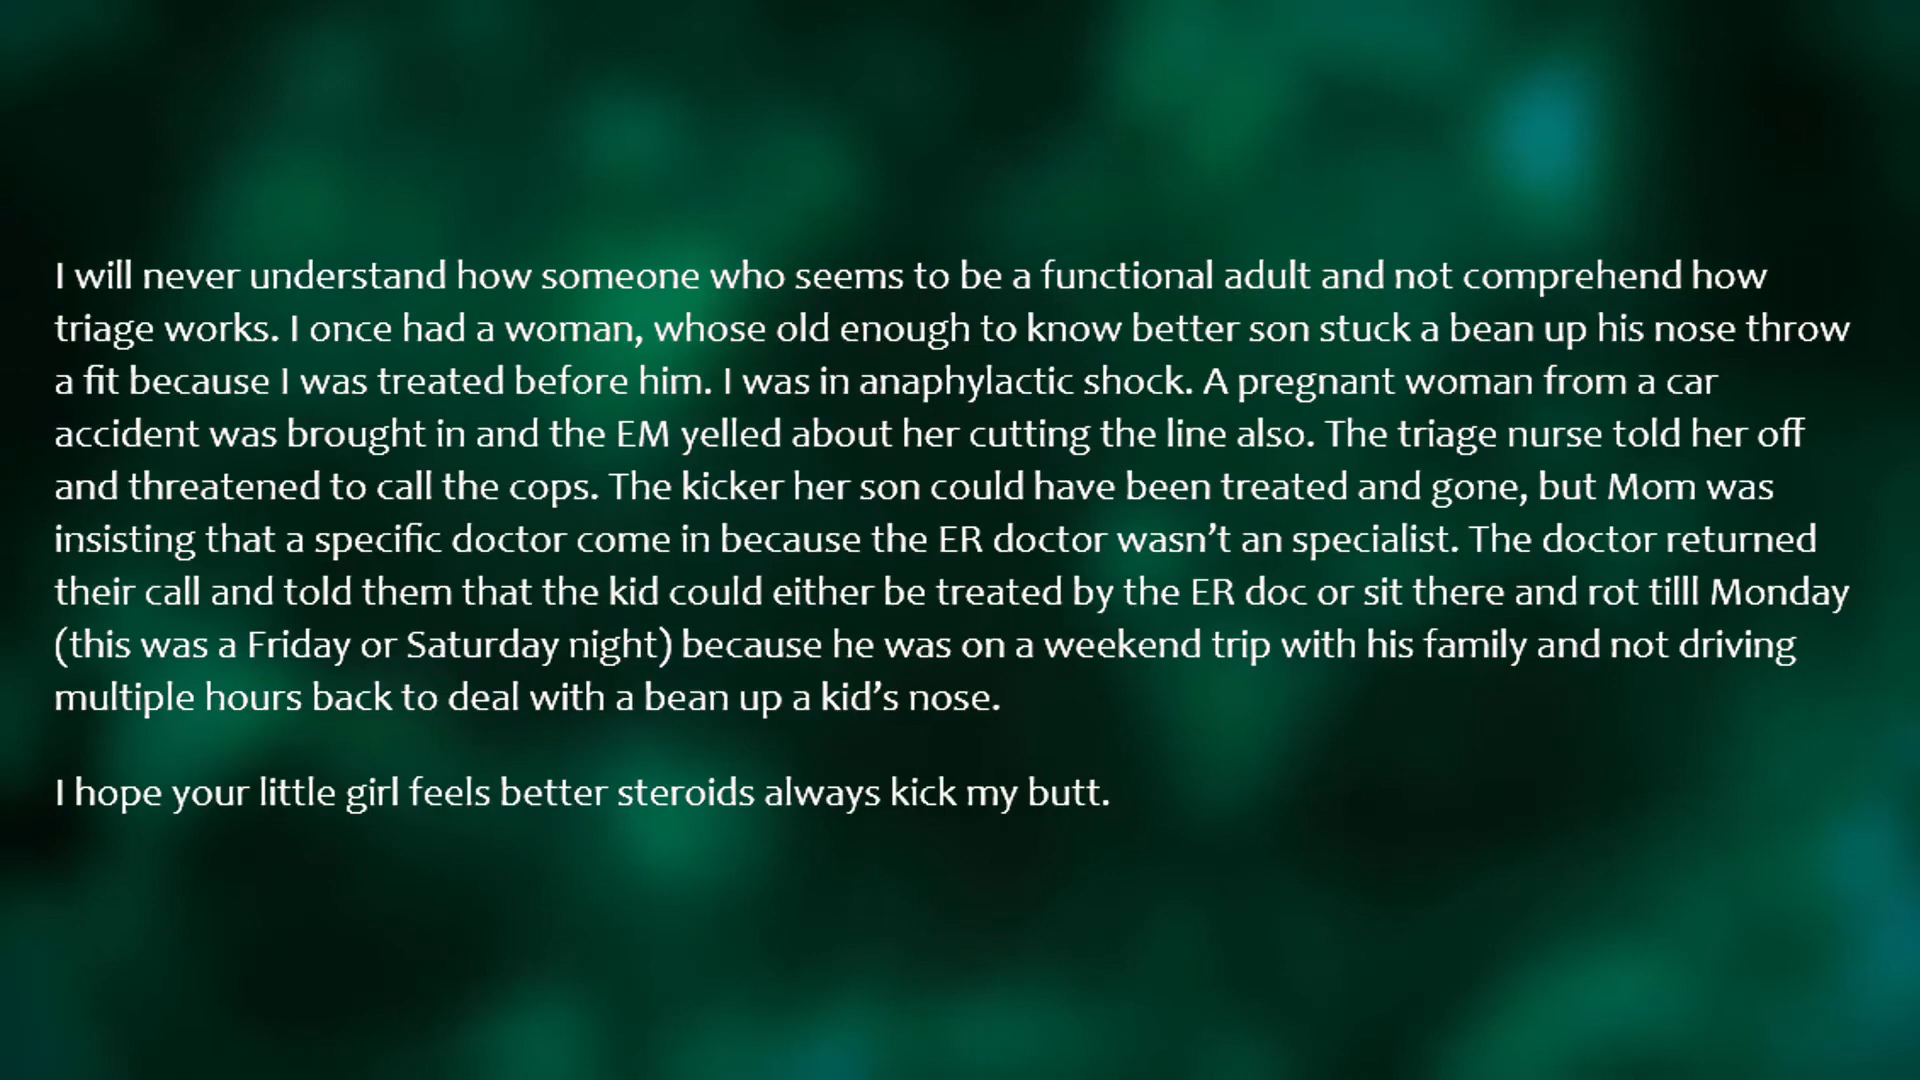 I will never understand how someone who seems to be a functional adult and not comprehend how
triage works. I once had a woman, whose old enough to know better son stuck a bean up his nose throw
a fit because I was treated before him. I was in anaphylactic shock. A pregnant woman from a car
accident was brought in and the EM yelled about her cutting the line also. The triage nurse told her off
and threatened to call the cops. The kicker her son could have been treated and gone, but Mom was
insisting that a specific doctor come in because the ER doctor wasn’t an specialist. The doctor returned
their call and told them that the kid could either be treated by the ER doc or sit there and rot tilll Monday
(this was a Friday or Saturday night) because he was on a weekend trip with his family and not driving
multiple hours back to deal with a bean up a kid’s nose.
I hope your little girl feels better steroids always kick my butt.